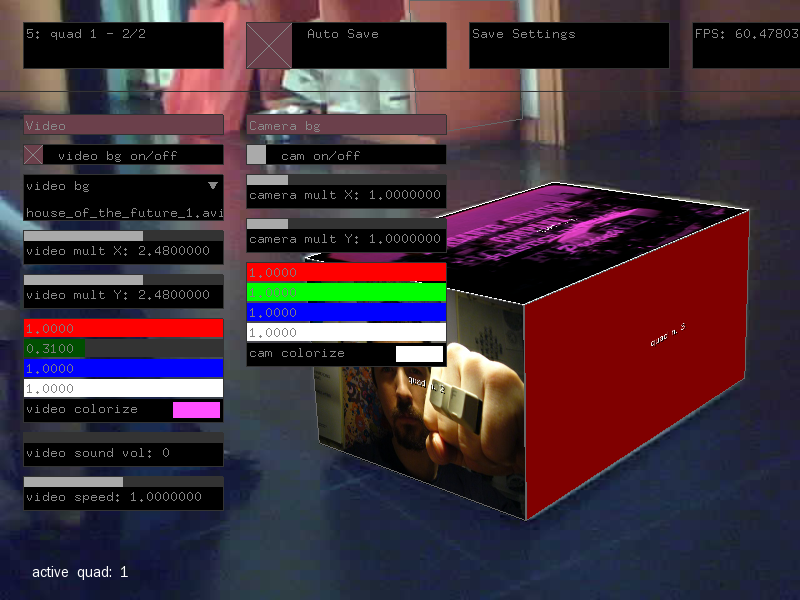 5: quad 1 - 2/2
Auto Save
Save Settings
FPS: 60.47803
Video
video bg on/off
video bg
house_of_the_future_1.avi
video mult X: 2.4800000
video mult Y: 2.4800000
1.0000
0.3100
1.0000
1.0000
video colorize
video sound vol: 0
video speed: 1.0000000
Camera bg
cam on/off
camera mult X: 1.0000000
camera mult Y: 1.0000000
1.0000
1.0000
1.0000
cam colorize
quad n.
quad n. 3
active quad: 1